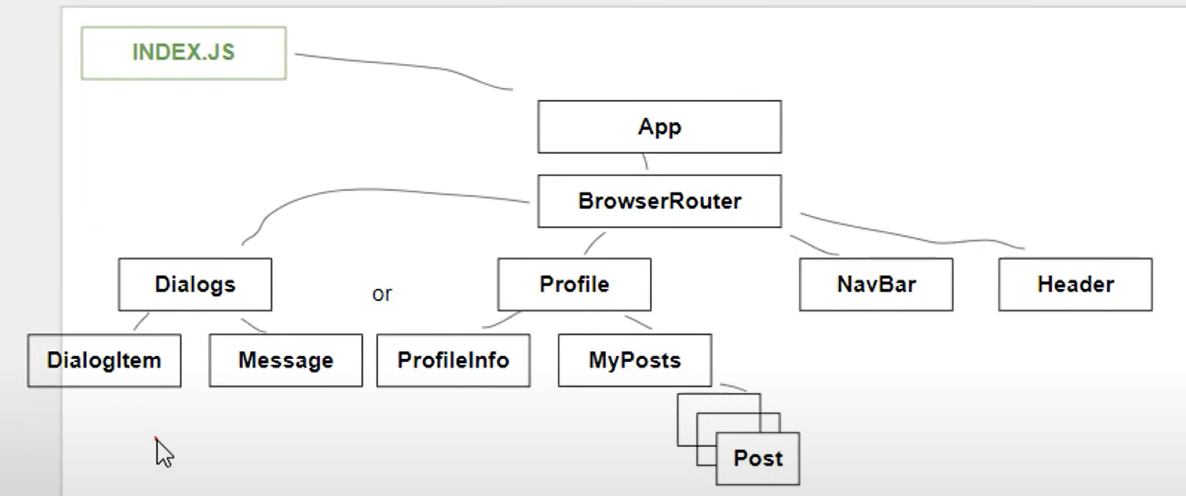 INDEX.JS
App
BrowserRouter
Dialogs
or
Profile
NavBar
Header
DialogItem
Message
ProfileInfo
MyPosts
Post